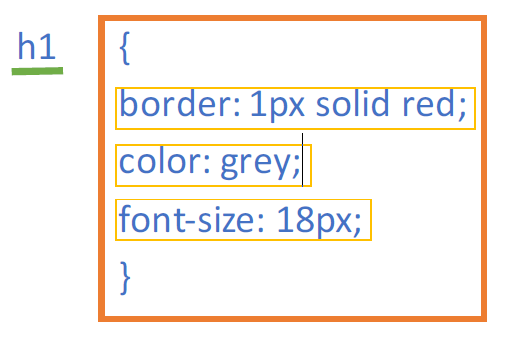 h1 {
border: 1px solid red;
color: grey;
font-size: 18px;
}